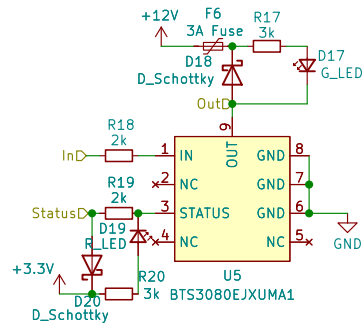 F6
+12V
R17
3A Fuse
3k
D17
D18
G_LED
D_Schottky
Out
9
R18
2k
OUT
In
1
IN
GND
8
R19
2
NC
GND
7
2k
Status
3
STATUS
GND
6
D19
R_LED
4
NC
NC
5
GND
U5
+3.3V
R20
BTS3080EJXUMA1
D20
3k
D_Schottky